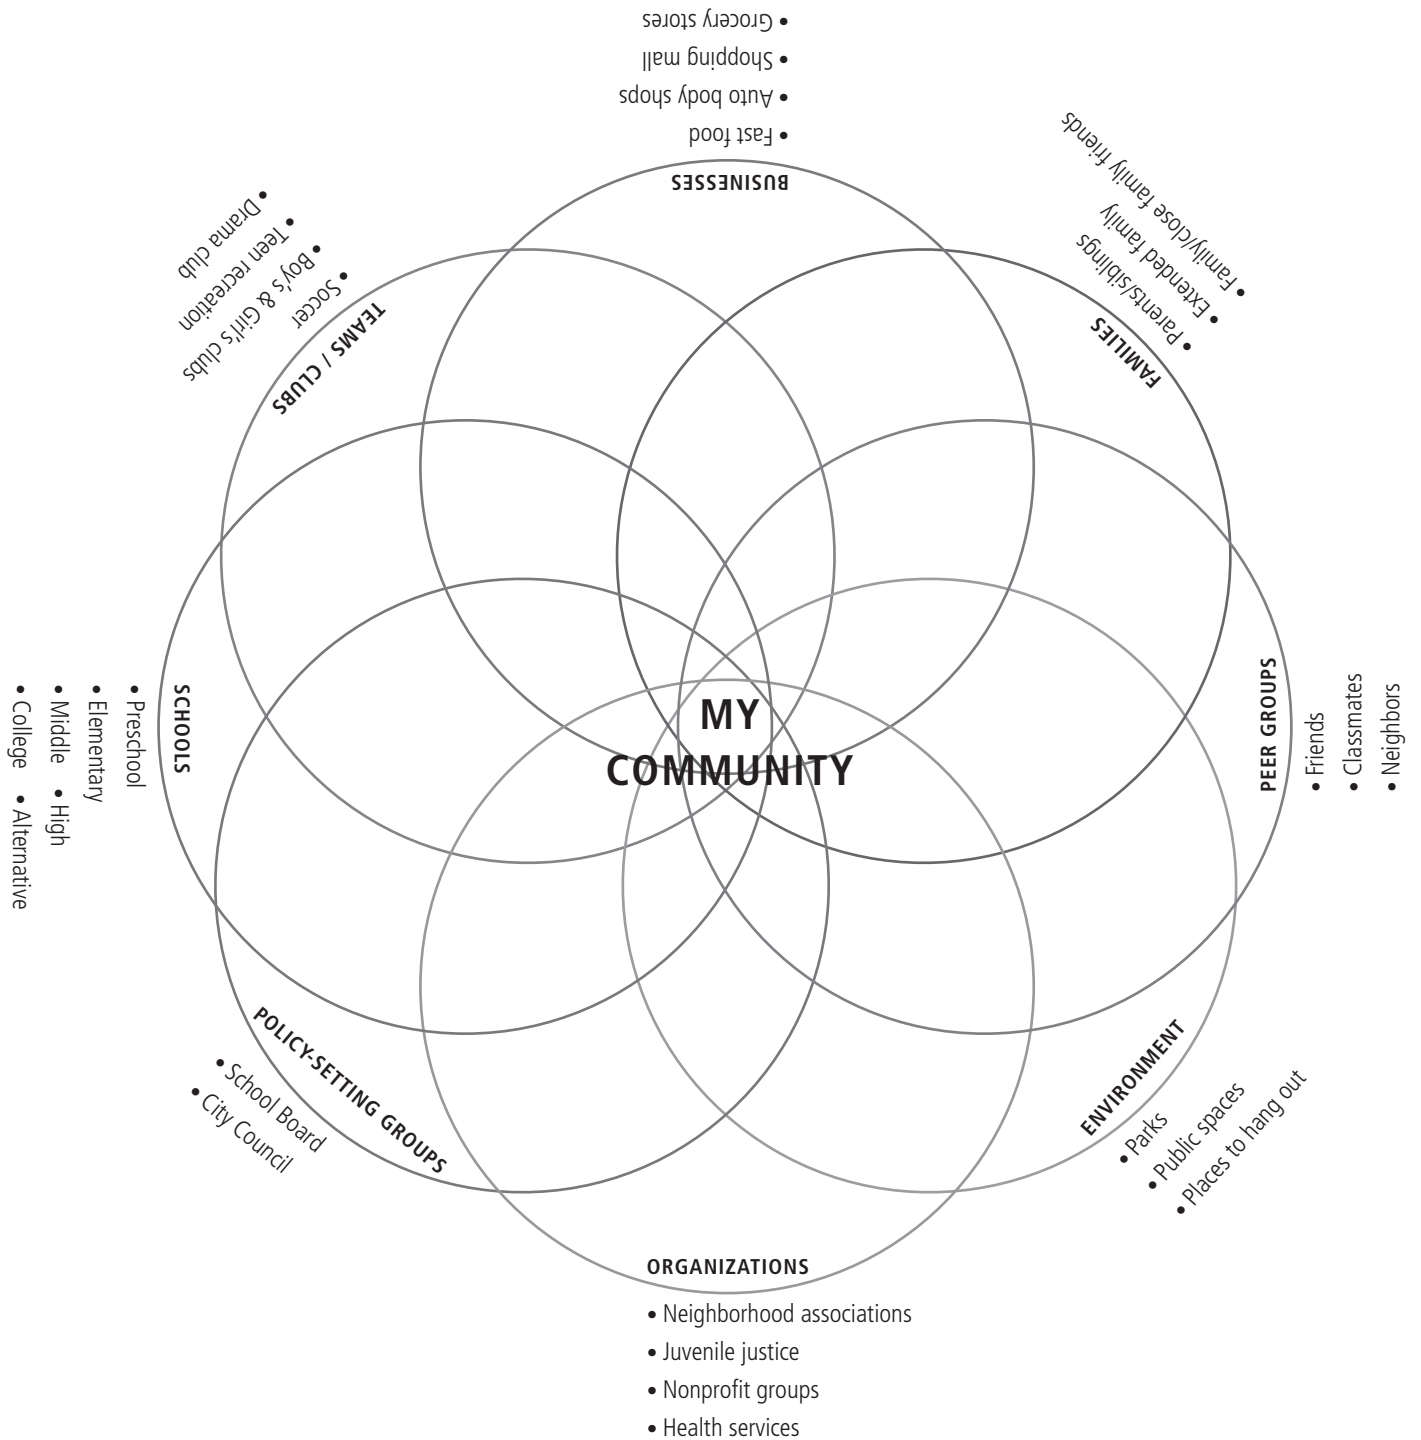 BUSINESSES
• Fast food
• Auto body shops
• Shopping mall
• Grocery stores
FAMILIES
• Parents/siblings
• Extended family
• Family/close family friends
PEER GROUPS
• Friends
• Classmates
• Neighbors
ENVIRONMENT
• Parks
• Public spaces
• Places to hang out
ORGANIZATIONS
• Neighborhood associations
• Juvenile justice
• Nonprofit groups
• Health services
POLICY-SETTING GROUPS
• School Board
• City Council
SCHOOLS
• Preschool
• Elementary
• Middle • High
• College • Alternative
TEAMS / CLUBS
• Soccer
• Boy's & Girl's clubs
• Teen recreation
• Drama club
MY
COMMUNITY